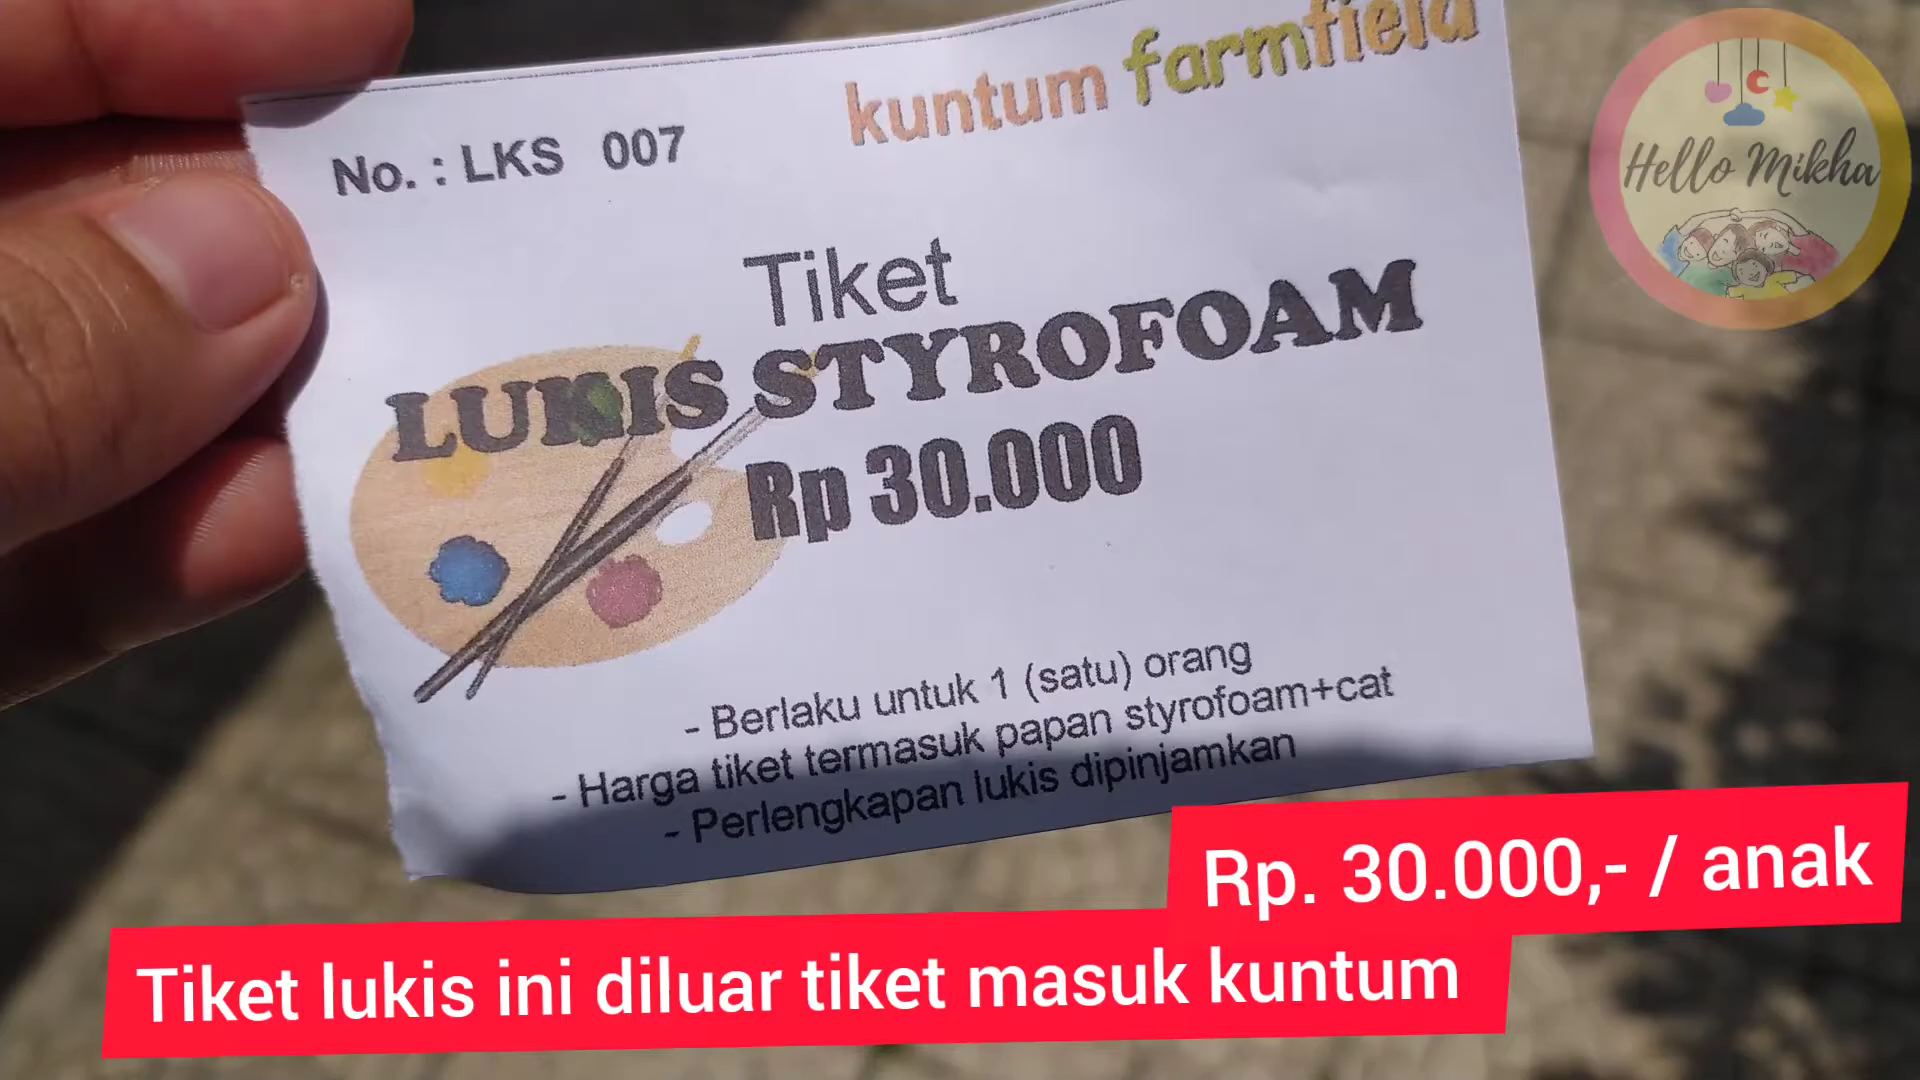 kuntum farmfield
No. : LKS 007
Hello Mikha
Tiket
LUKIS STYROFOAM
Rp 30.000
- Berlaku untuk 1 (satu) orang
- Harga tiket termasuk papan styrofoam+cat
- Perlengkapan lukis dipinjamkan
Rp. 30.000,- / anak
Tiket lukis ini diluar tiket masuk kuntum